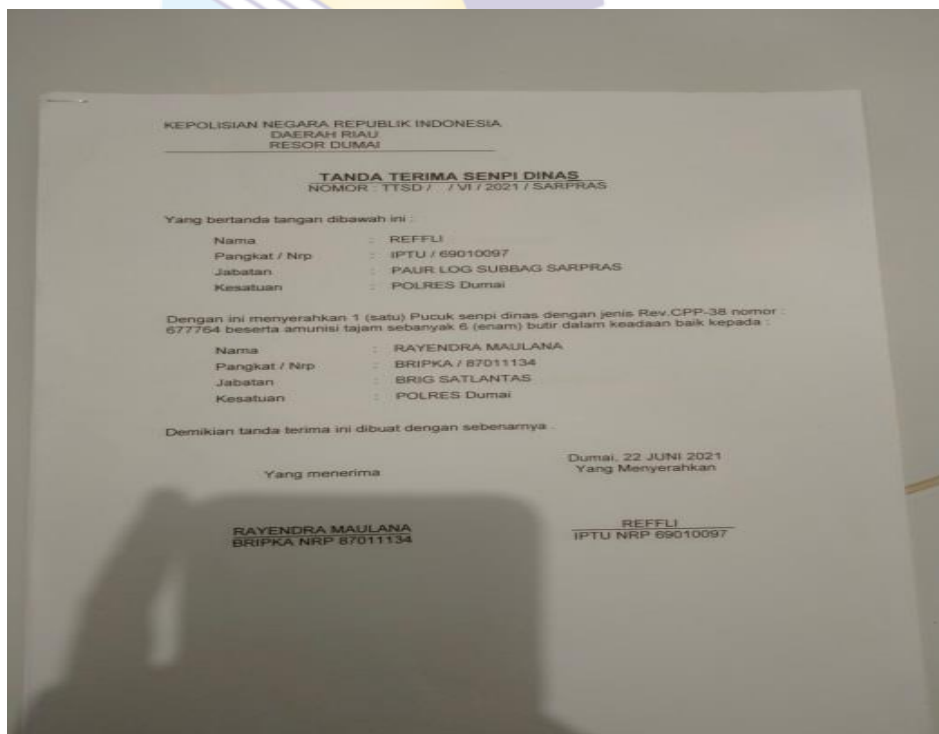 KEPOLISIAN NEGARA REPUBLIK INDONESIA
DAERAH RIAU
RESOR DUMAI
TANDA TERIMA SENPI DINAS
NOMOR : TTSD / / VI / 2021 / SARPRAS
Yang bertanda tangan dibawah ini :
Nama : REFFLI
Pangkat / Nrp : IPTU / 69010097
Jabatan : PAUR LOG SUBBAG SARPRAS
Kesatuan : POLRES Dumai
Dengan ini menyerahkan 1 (satu) Pucuk senpi dinas dengan jenis Rev.CPP-38 nomor :
677764 beserta amunisi tajam sebanyak 6 (enam) butir dalam keadaan baik kepada :
Nama : RAYENDRA MAULANA
Pangkat / Nrp : BRIPKA / 87011134
Jabatan : BRIG SATLANTAS
Kesatuan : POLRES Dumai
Demikian tanda terima ini dibuat dengan sebenarnya .
Dumai, 22 JUNI 2021
Yang menerima
Yang Menyerahkan
RAYENDRA MAULANA
BRIPKA NRP 87011134
REFFLI
IPTU NRP 69010097